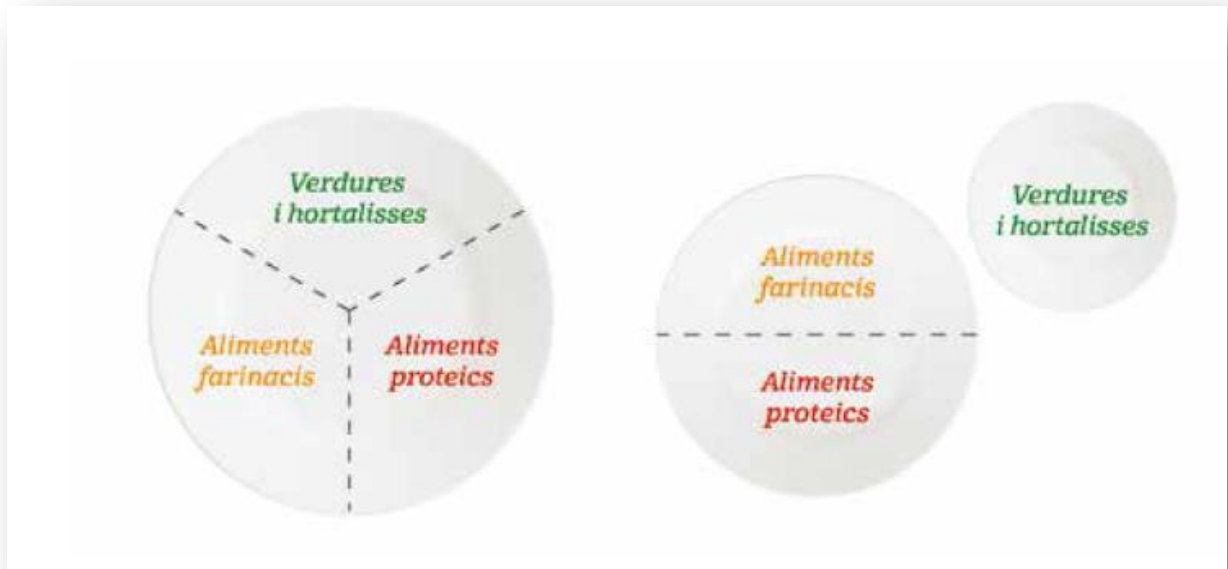 Verdures
i hortalisses
Aliments
farinacis
Aliments
proteics
Aliments
farinacis
Aliments
proteics
Verdures
i hortalisses